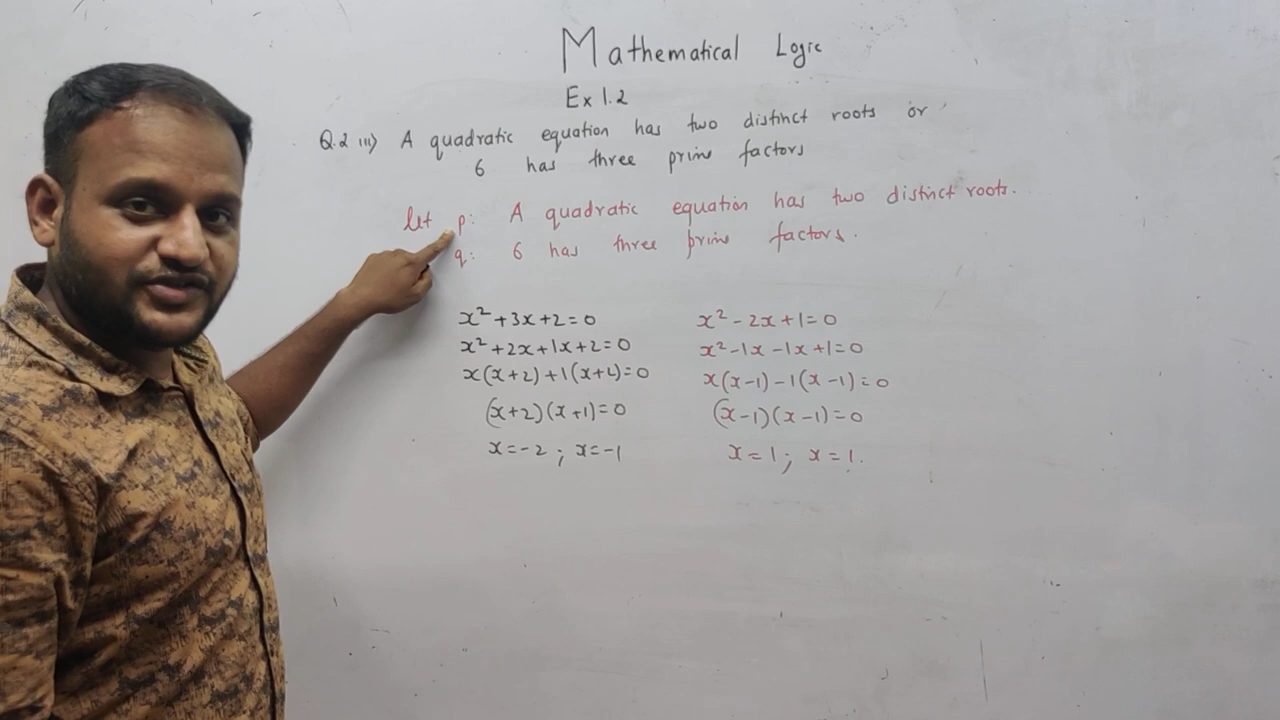 Mathematical Logic
Ex 1.2
Q.2 iii) A quadratic equation has two distinct roots or
6 has three prime factors
let p: A quadratic equation has two distinct roots.
q: 6 has three prime factors.
x² + 3x + 2 = 0
x² + 2x + 1x + 2 = 0
x(x + 2) + 1(x + 2) = 0
(x + 2)(x + 1) = 0
x = -2 ; x = -1
x² - 2x + 1 = 0
x² - 1x - 1x + 1 = 0
x(x - 1) - 1(x - 1) = 0
(x - 1)(x - 1) = 0
x = 1 ; x = 1.